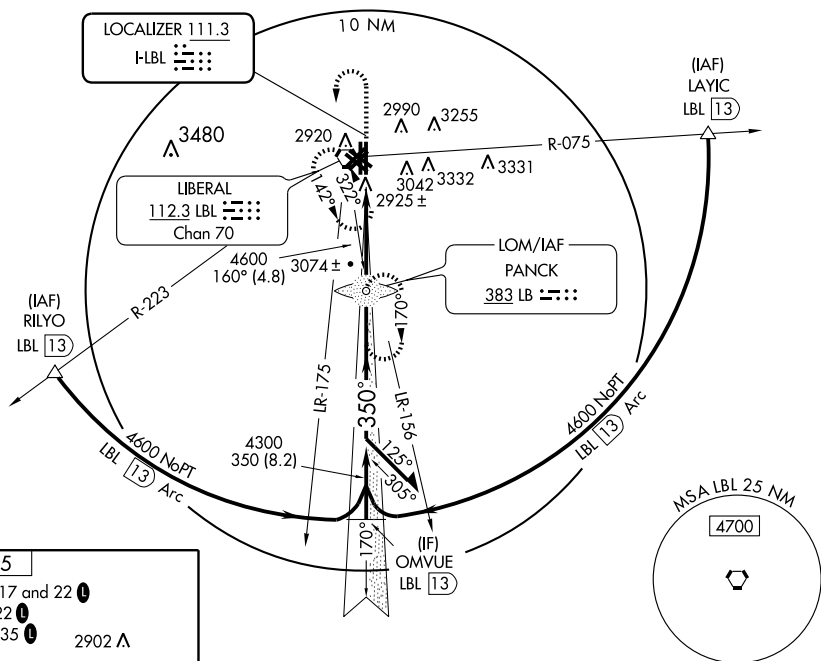 LOCALIZER 111.3
I-LBL
10 NM
(IAF)
LAYIC
LBL 13
2990
3255
2920
3480
R-075
3331
3042
3332
2925 ±
LIBERAL
112.3 LBL
Chan 70
142°
322°
4600
160° (4.8)
3074 ±
LOM/IAF
PANCK
383 LB
170°
R-223
(IAF)
RILYO
LBL 13
LR-175
350°
LR-156
4600 NoPT
LBL 13 Arc
4600 NoPT
LBL 13 Arc
4300
350 (8.2)
125°
305°
170°
(IF)
OMVUE
LBL 13
MSA LBL 25 NM
4700
5
17 and 22 L
22 L
35 L
2902